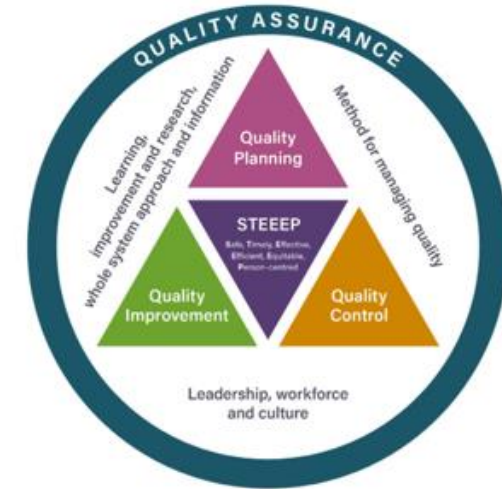 QUALITY ASSURANCE
Learning,
improvement and research,
whole system approach and information
Method for managing quality
Quality
Planning
STEEEP
Safe, Timely, Effective,
Efficient, Equitable,
Person-centred
Quality
Improvement
Quality
Control
Leadership, workforce
and culture